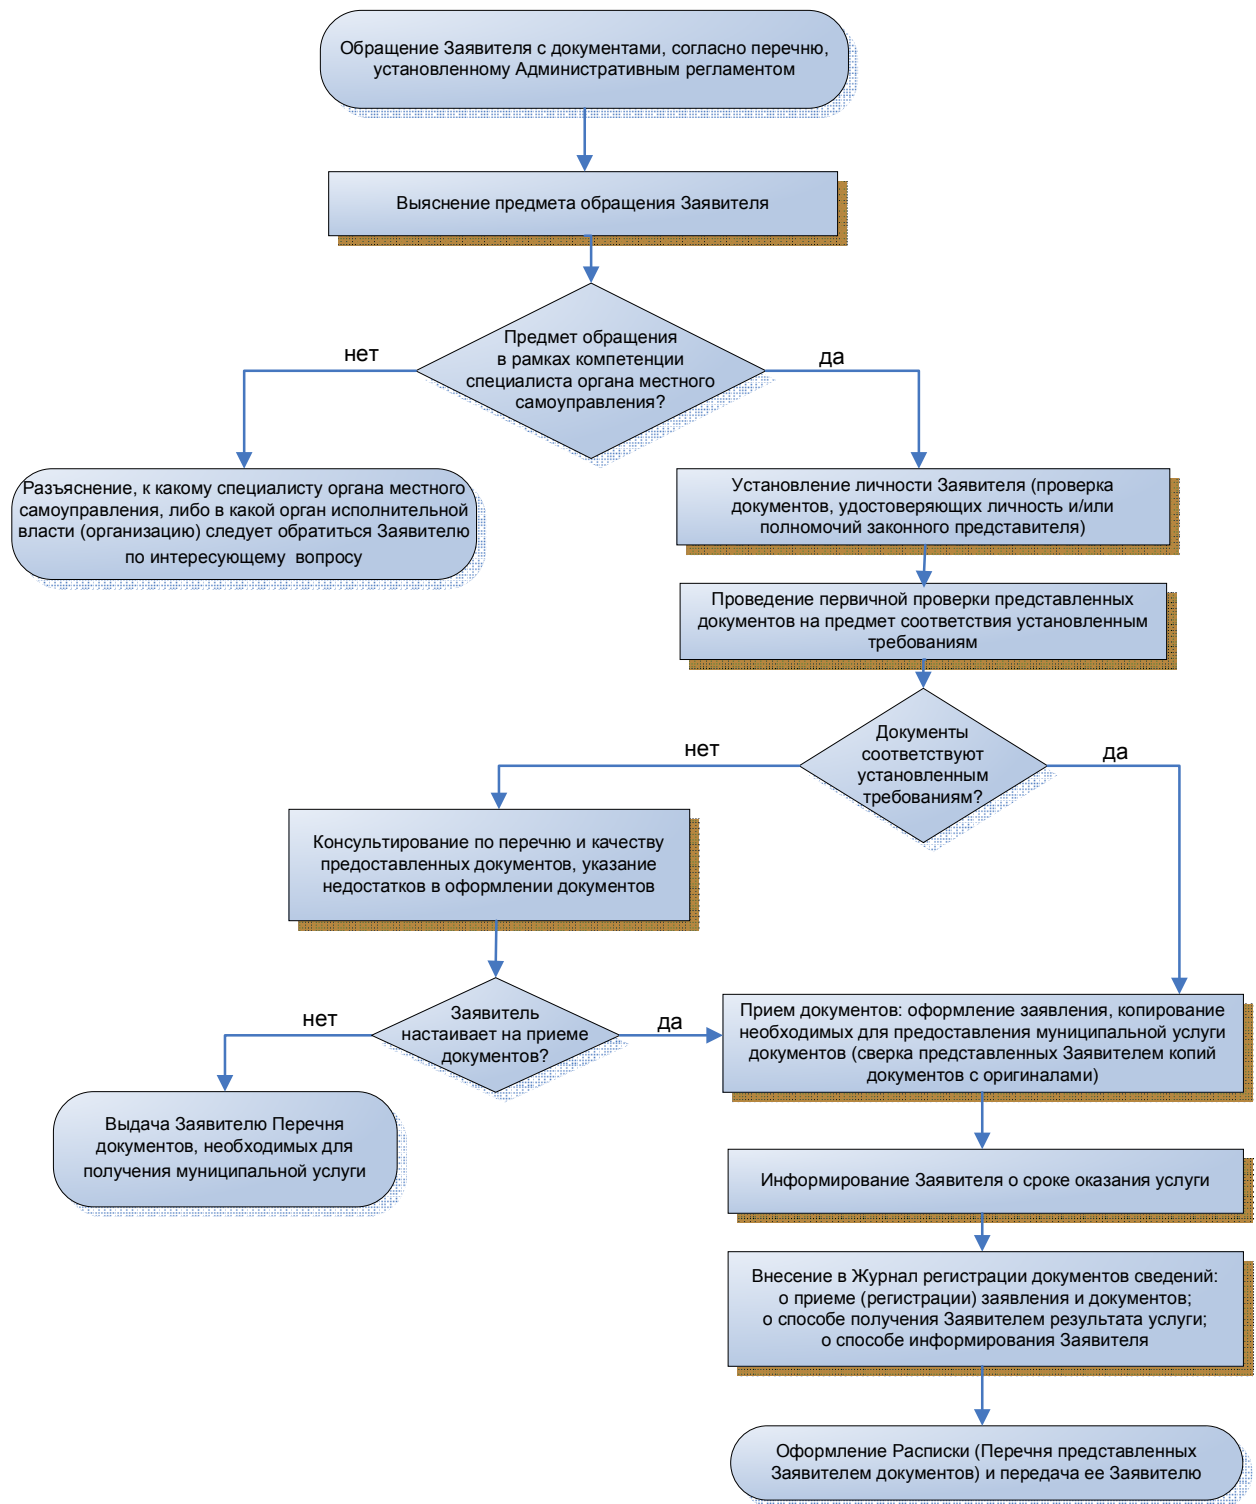 Обращение Заявителя с документами, согласно перечню,
установленному Административным регламентом
Выяснение предмета обращения Заявителя
Предмет обращения
в рамках компетенции
специалиста органа местного
самоуправления?
нет
да
Разъяснение, к какому специалисту органа местного
самоуправления, либо в какой орган исполнительной
власти (организацию) следует обратиться Заявителю
по интересующему вопросу
Установление личности Заявителя (проверка
документов, удостоверяющих личность и/или
полномочий законного представителя)
Проведение первичной проверки представленных
документов на предмет соответствия установленным
требованиям
Документы
соответствуют
установленным
требованиям?
нет
да
Консультирование по перечню и качеству
предоставленных документов, указание
недостатков в оформлении документов
Заявитель
настаивает на приеме
документов?
нет
да
Прием документов: оформление заявления, копирование
необходимых для предоставления муниципальной услуги
документов (сверка представленных Заявителем копий
документов с оригиналами)
Выдача Заявителю Перечня
документов, необходимых для
получения муниципальной услуги
Информирование Заявителя о сроке оказания услуги
Внесение в Журнал регистрации документов сведений:
о приеме (регистрации) заявления и документов;
о способе получения Заявителем результата услуги;
о способе информирования Заявителя
Оформление Расписки (Перечня представленных
Заявителем документов) и передача ее Заявителю